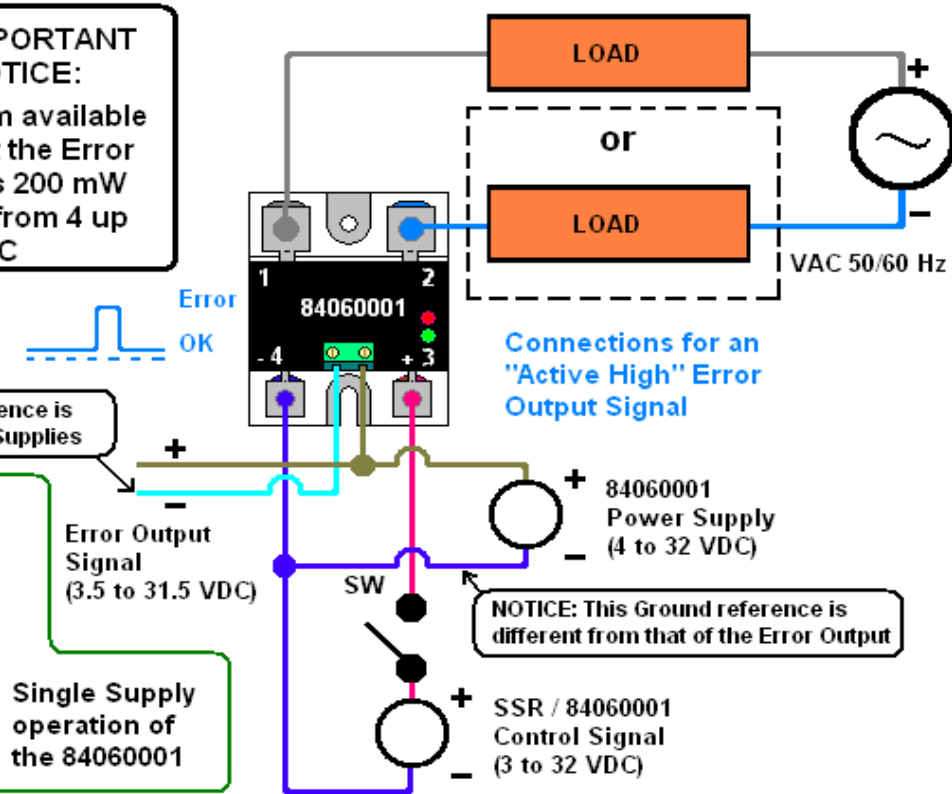 PORTANT
OTICE:
m available
t the Error
s 200 mW
from 4 up
C
LOAD
or
LOAD
+
−
VAC 50/60 Hz
1
2
84060001
- 4
+ 3
Error
OK
Connections for an
"Active High" Error
Output Signal
ence is
Supplies
+
−
Error Output
Signal
(3.5 to 31.5 VDC)
+
−
84060001
Power Supply
(4 to 32 VDC)
SW
NOTICE: This Ground reference is
different from that of the Error Output
Single Supply
operation of
the 84060001
+
−
SSR / 84060001
Control Signal
(3 to 32 VDC)